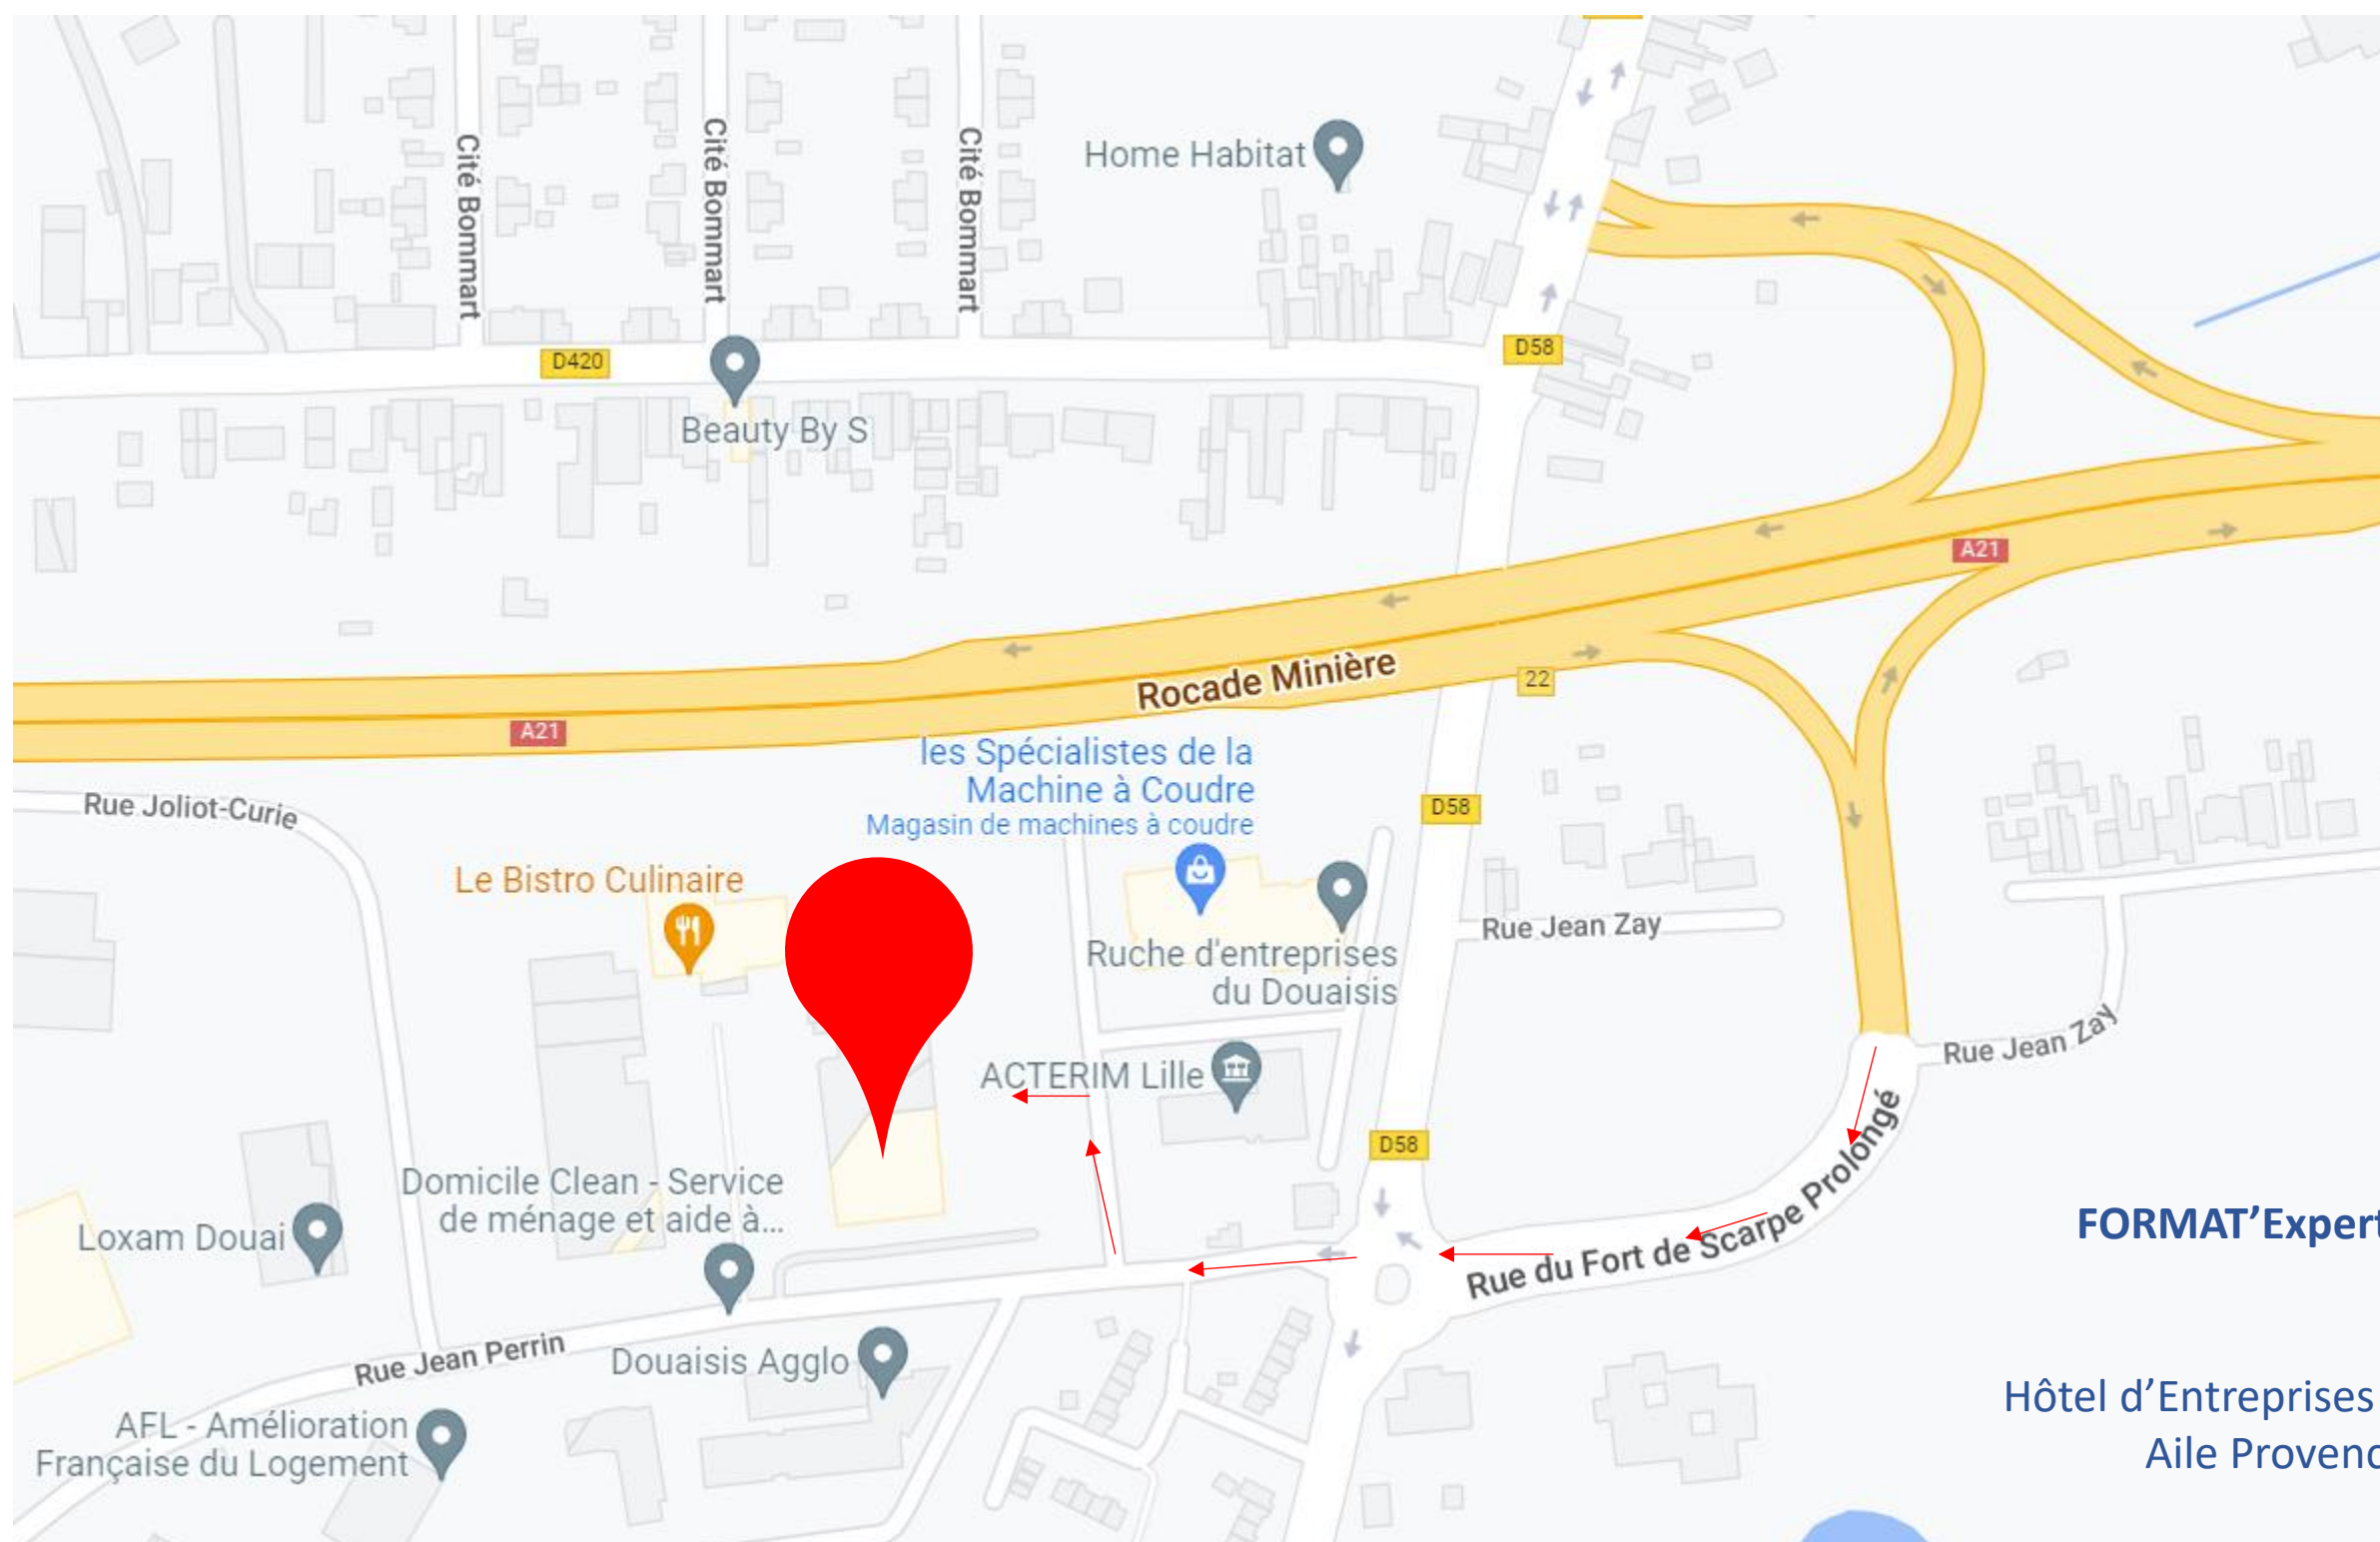 Cité Bommart
Cité Bommart
Cité Bommart
Home Habitat
D420
D58
Beauty By S
A21
Rocade Minière
22
A21
les Spécialistes de la
Machine à Coudre
Magasin de machines à coudre
D58
Rue Joliot-Curie
Le Bistro Culinaire
Rue Jean Zay
Ruche d'entreprises
du Douaisis
Rue Jean Zay
ACTERIM Lille
D58
Rue du Fort de Scarpe Prolongé
Domicile Clean - Service
de ménage et aide à...
Loxam Douai
FORMAT’Expert
Rue Jean Perrin
Douaisis Agglo
Hôtel d’Entreprises
AFL - Amélioration
Française du Logement
Aile